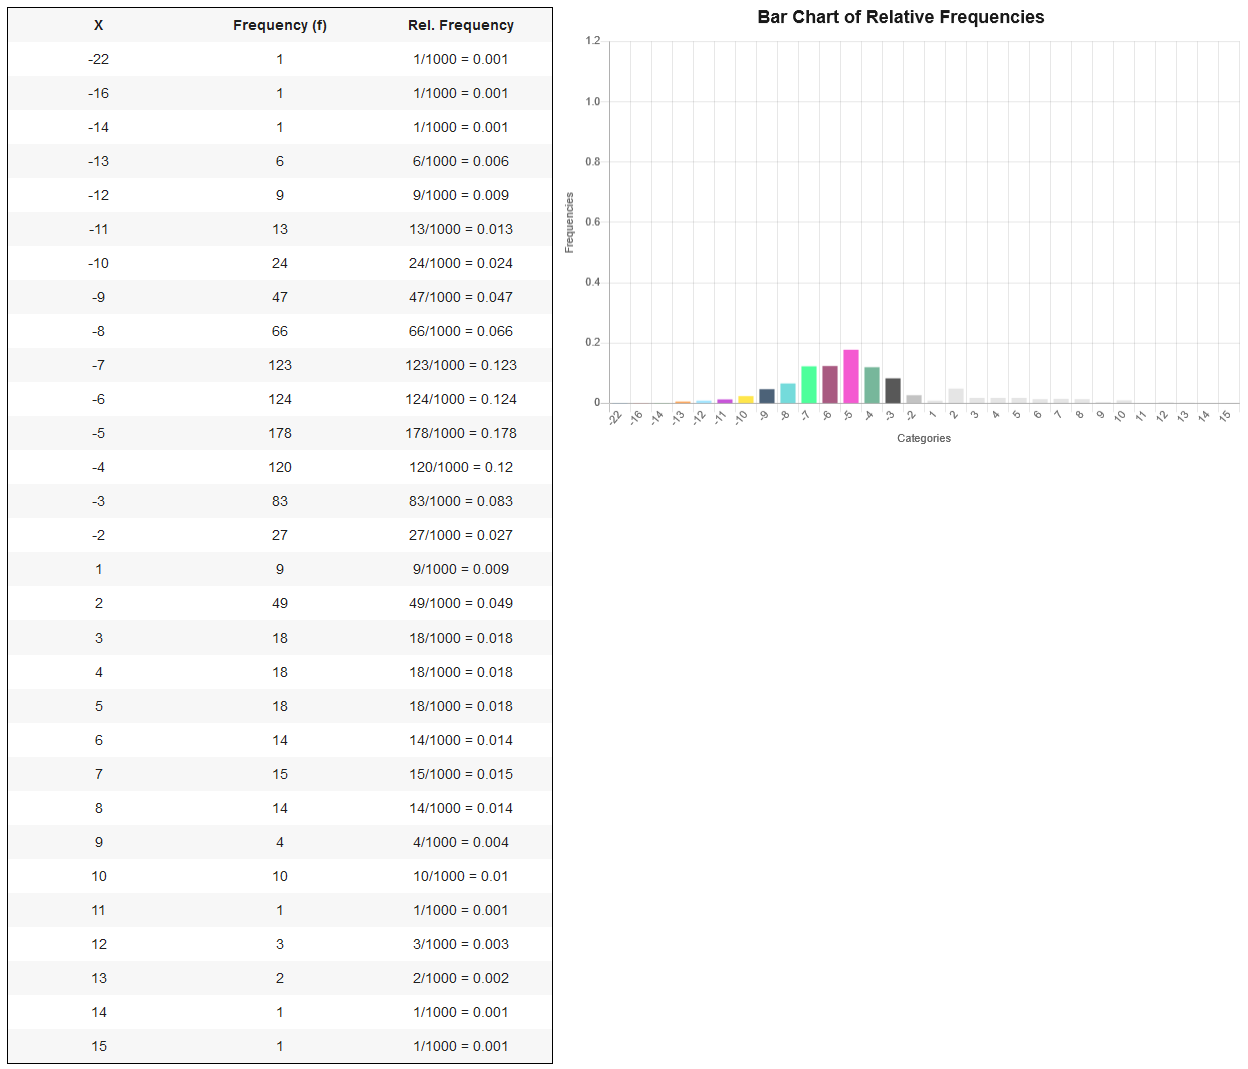 X Frequency (f) Rel. Frequency
-22 1 1/1000 = 0.001
-16 1 1/1000 = 0.001
-14 1 1/1000 = 0.001
-13 6 6/1000 = 0.006
-12 9 9/1000 = 0.009
-11 13 13/1000 = 0.013
-10 24 24/1000 = 0.024
-9 47 47/1000 = 0.047
-8 66 66/1000 = 0.066
-7 123 123/1000 = 0.123
-6 124 124/1000 = 0.124
-5 178 178/1000 = 0.178
-4 120 120/1000 = 0.12
-3 83 83/1000 = 0.083
-2 27 27/1000 = 0.027
1 9 9/1000 = 0.009
2 49 49/1000 = 0.049
3 18 18/1000 = 0.018
4 18 18/1000 = 0.018
5 18 18/1000 = 0.018
6 14 14/1000 = 0.014
7 15 15/1000 = 0.015
8 14 14/1000 = 0.014
9 4 4/1000 = 0.004
10 10 10/1000 = 0.01
11 1 1/1000 = 0.001
12 3 3/1000 = 0.003
13 2 2/1000 = 0.002
14 1 1/1000 = 0.001
15 1 1/1000 = 0.001
Bar Chart of Relative Frequencies
Frequencies
1.2
1.0
0.8
0.6
0.4
0.2
0
-22 -16 -14 -13 -12 -11 -10 -9 -8 -7 -6 -5 -4 -3 -2 1 2 3 4 5 6 7 8 9 10 11 12 13 14 15
Categories